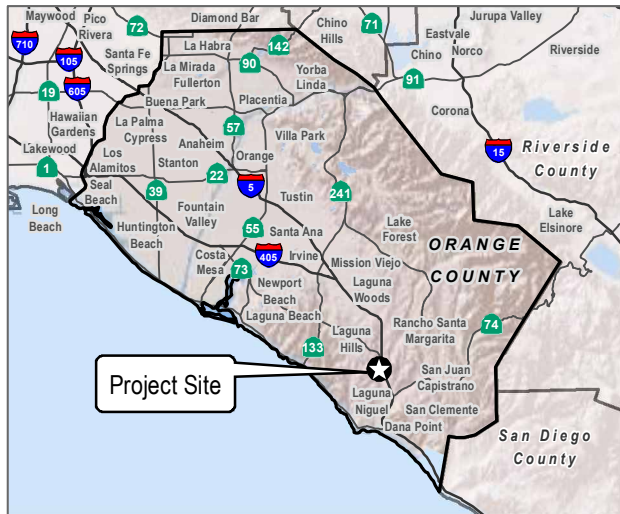 Maywood
Pico
Rivera
72
Diamond Bar
Chino
Hills
71
Jurupa Valley
Eastvale
Chino
Norco
Riverside
710
105
Santa Fe
Springs
La Habra
142
90
La Mirada
Fullerton
Yorba
Linda
91
19
605
Buena Park
Placentia
Corona
Hawaiian
Gardens
La Palma
Cypress
57
Villa Park
Anaheim
Orange
Riverside
County
15
Lakewood
1
Los
Alamitos
Stanton
22
5
Seal
Beach
39
Tustin
241
Long
Beach
Fountain
Valley
Lake
Elsinore
Huntington
Beach
55
Santa Ana
Lake
Forest
ORANGE
COUNTY
Costa
Mesa
405
Irvine
73
Mission Viejo
Newport
Beach
Laguna
Woods
Laguna Beach
Rancho Santa
Margarita
74
133
Laguna
Hills
Project Site
San Juan
Capistrano
Laguna
Niguel
San Clemente
Dana Point
San Diego
County